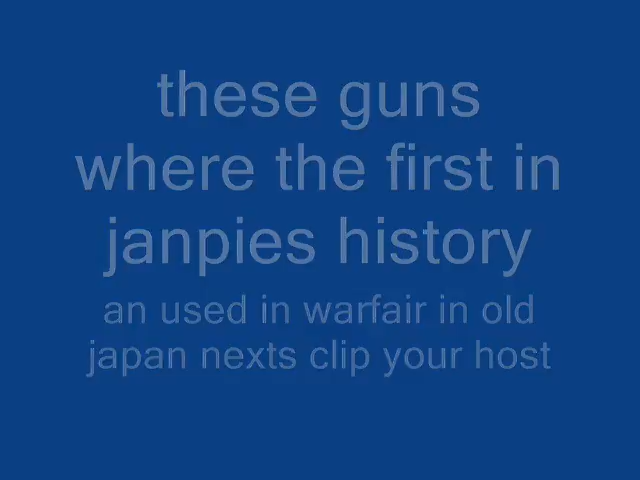 these guns
where the first in
janpies history
an used in warfair in old
japan nexts clip your host